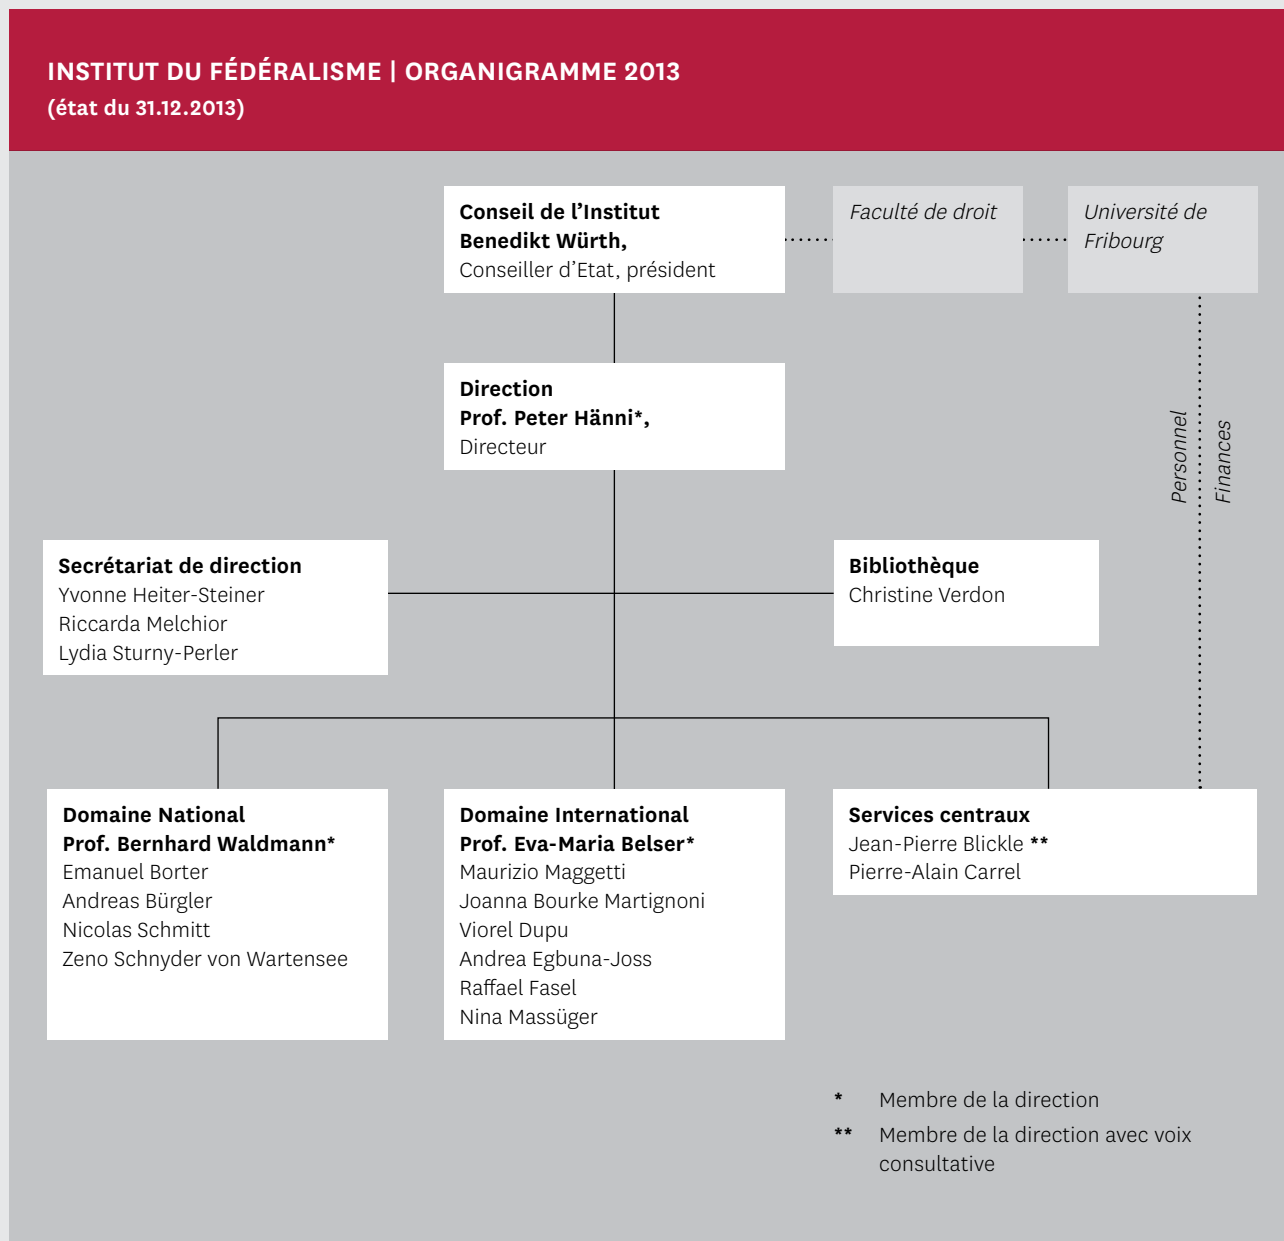 INSTITUT DU FÉDÉRALISME | ORGANIGRAMME 2013
(état du 31.12.2013)
Conseil de l’Institut
Benedikt Würth,
Conseiller d’Etat, président
Faculté de droit
Université de
Fribourg
Direction
Prof. Peter Hänni*,
Directeur
Personnel
Finances
Secrétariat de direction
Yvonne Heiter-Steiner
Riccarda Melchior
Lydia Sturny-Perler
Bibliothèque
Christine Verdon
Domaine National
Prof. Bernhard Waldmann*
Emanuel Borter
Andreas Bürgler
Nicolas Schmitt
Zeno Schnyder von Wartensee
Domaine International
Prof. Eva-Maria Belser*
Maurizio Maggetti
Joanna Bourke Martignoni
Viorel Dupu
Andrea Egbuna-Joss
Raffael Fasel
Nina Massüger
Services centraux
Jean-Pierre Blickle **
Pierre-Alain Carrel
* Membre de la direction
** Membre de la direction avec voix
consultative